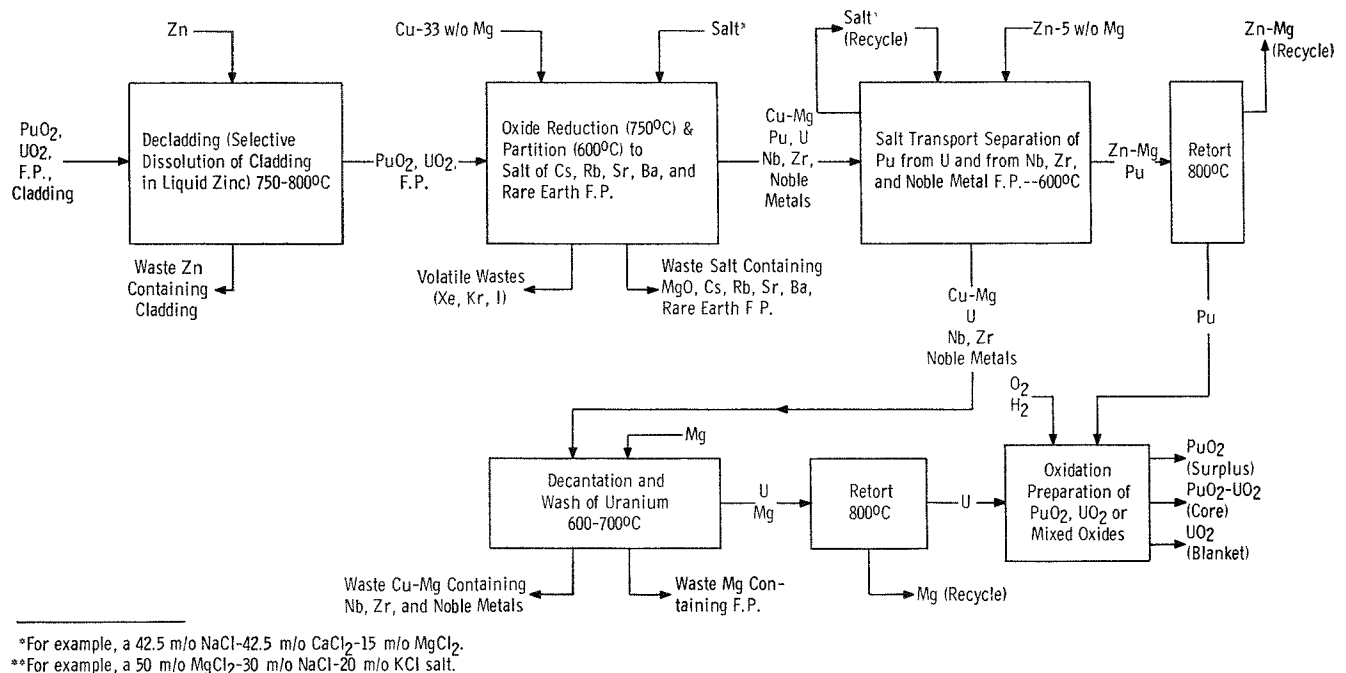 Zn
Cu-33 w/o Mg
Salt*
Salt*
(Recycle)
Zn-5 w/o Mg
Zn-Mg
(Recycle)
PuO2,
UO2,
F.P.,
Cladding
Decladding (Selective
Dissolution of Cladding
in Liquid Zinc) 750-800°C
PuO2, UO2,
F.P.
Oxide Reduction (750°C) &
Partition (600°C) to
Salt of Cs, Rb, Sr, Ba, and
Rare Earth F.P.
Cu-Mg
Pu, U
Nb, Zr,
Noble
Metals
Salt Transport Separation of
Pu from U and from Nb, Zr,
and Noble Metal F.P.--600°C
Zn-Mg
Pu
Retort
800°C
Waste Zn
Containing
Cladding
Volatile Wastes
(Xe, Kr, I)
Waste Salt Containing
MgO, Cs, Rb, Sr, Ba,
Rare Earth F P.
Cu-Mg
U
Nb, Zr
Noble Metals
Pu
O2
H2
Mg
Decantation and
Wash of Uranium
600-700°C
U
Mg
Retort
800°C
U
Oxidation
Preparation of
PuO2, UO2 or
Mixed Oxides
PuO2
(Surplus)
PuO2-UO2
(Core)
UO2
(Blanket)
Waste Cu-Mg Containing
Nb, Zr, and Noble Metals
Waste Mg Con-
taining F.P.
Mg (Recycle)
*For example, a 42.5 m/o NaCl-42.5 m/o CaCl2-15 m/o MgCl2.
**For example, a 50 m/o MgCl2-30 m/o NaCl-20 m/o KCl salt.